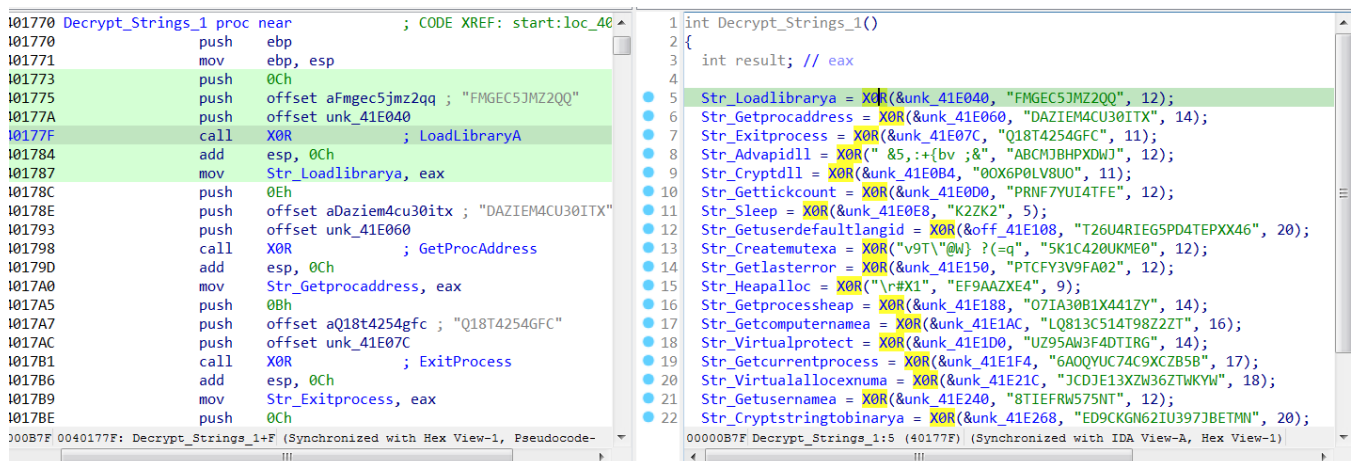 401770 Decrypt_Strings_1 proc near ; CODE XREF: start:loc_40
401770 push ebp
401771 mov ebp, esp
401773 push 0Ch
401775 push offset aFmgec5jmz2qq ; "FMGEC5JMZ2QQ"
40177A push offset unk_41E040
40177F call X0R ; LoadLibraryA
401784 add esp, 0Ch
401787 mov Str_Loadlibrarya, eax
40178C push 0Eh
40178E push offset aDaziem4cu30itx ; "DAZIEM4CU30ITX"
401793 push offset unk_41E060
401798 call X0R ; GetProcAddress
40179D add esp, 0Ch
4017A0 mov Str_Getprocaddress, eax
4017A5 push 0Bh
4017A7 push offset aQ18t4254gfc ; "Q18T4254GFC"
4017AC push offset unk_41E07C
4017B1 call X0R ; ExitProcess
4017B6 add esp, 0Ch
4017B9 mov Str_Exitprocess, eax
4017BE push 0Ch
000B7F 0040177F: Decrypt_Strings_1+F (Synchronized with Hex View-1, Pseudocode-
1 int Decrypt_Strings_1()
2 {
3 int result; // eax
4
5 Str_Loadlibrarya = X0R(&unk_41E040, "FMGEC5JMZ2QQ", 12);
6 Str_Getprocaddress = X0R(&unk_41E060, "DAZIEM4CU30ITX", 14);
7 Str_Exitprocess = X0R(&unk_41E07C, "Q18T4254GFC", 11);
8 Str_Advapidll = X0R(" &5,:+{bv ;&", "ABCMJBHPXDWJ", 12);
9 Str_Cryptdll = X0R(&unk_41E0B4, "0OX6P0LV8UO", 11);
10 Str_Gettickcount = X0R(&unk_41E0D0, "PRNF7YUI4TFE", 12);
11 Str_Sleep = X0R(&unk_41E0E8, "K2ZK2", 5);
12 Str_Getuserdefaultlangid = X0R(&off_41E108, "T26U4RIEG5PD4TEPXX46", 20);
13 Str_Createmutexa = X0R("v9T\"@W} ?(=q", "5K1C420UKME0", 12);
14 Str_Getlasterror = X0R(&unk_41E150, "PTCFY3V9FA02", 12);
15 Str_Heapalloc = X0R("\r#X1", "EF9AAZXE4", 9);
16 Str_Getprocessheap = X0R(&unk_41E188, "O7IA30B1X441ZY", 14);
17 Str_Getcomputernamea = X0R(&unk_41E1AC, "LQ813C514T98Z2ZT", 16);
18 Str_Virtualprotect = X0R(&unk_41E1D0, "UZ95AW3F4DTIRG", 14);
19 Str_Getcurrentprocess = X0R(&unk_41E1F4, "6AOQYUC74C9XCZB5B", 17);
20 Str_Virtualallocexnuma = X0R(&unk_41E21C, "JCDJE13XZW36ZTWKYW", 18);
21 Str_Getusernamea = X0R(&unk_41E240, "8TIEFRW575NT", 12);
22 Str_Cryptstringtobinarya = X0R(&unk_41E268, "ED9CKGN62IU397JBETMN", 20);
00000B7F Decrypt_Strings_1:5 (40177F) (Synchronized with IDA View-A, Hex View-1)